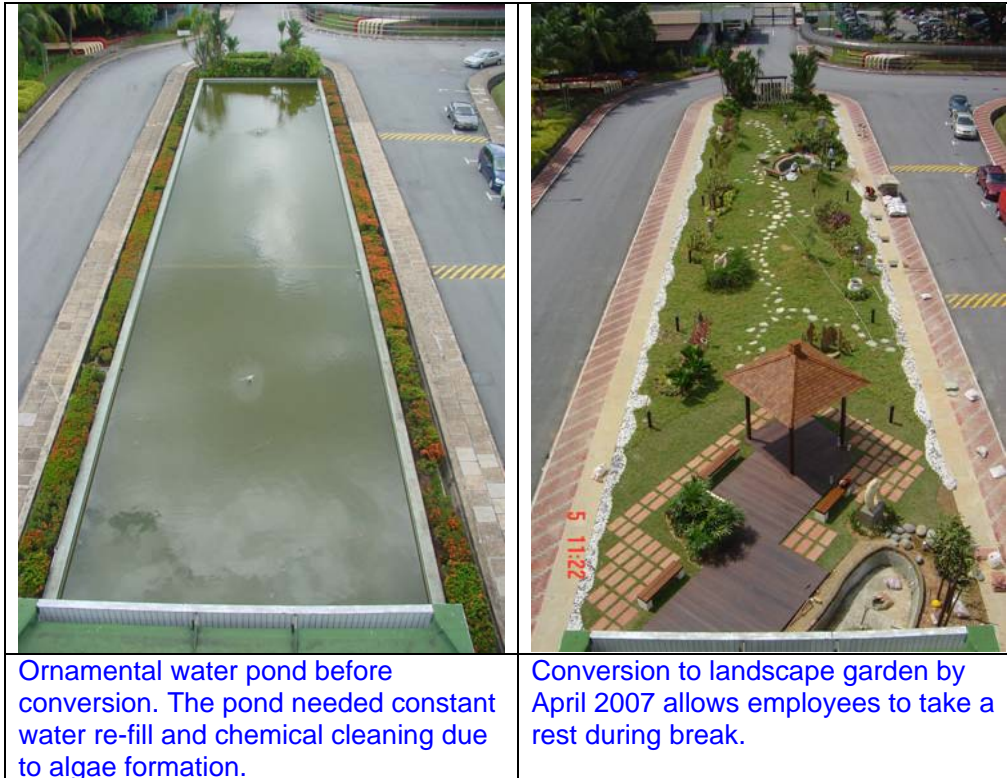 5 11:22
Ornamental water pond before
conversion. The pond needed constant
water re-fill and chemical cleaning due
to algae formation.
Conversion to landscape garden by
April 2007 allows employees to take a
rest during break.